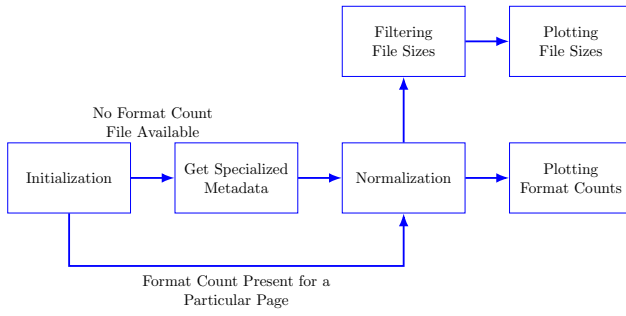 Filtering
File Sizes
Plotting
File Sizes
No Format Count
File Available
Initialization
Get Specialized
Metadata
Normalization
Plotting
Format Counts
Format Count Present for a
Particular Page